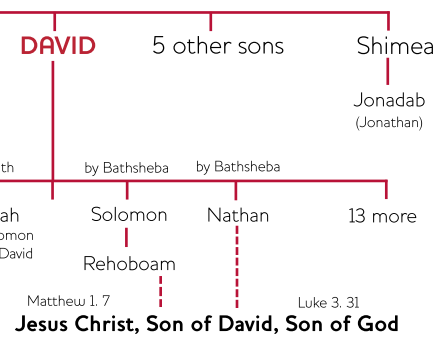 DAVID 5 other sons Shimea
Jonadab
(Jonathan)
by Bathsheba by Bathsheba
Solomon Nathan 13 more
David
Rehoboam
Matthew 1. 7 Luke 3. 31
Jesus Christ, Son of David, Son of God